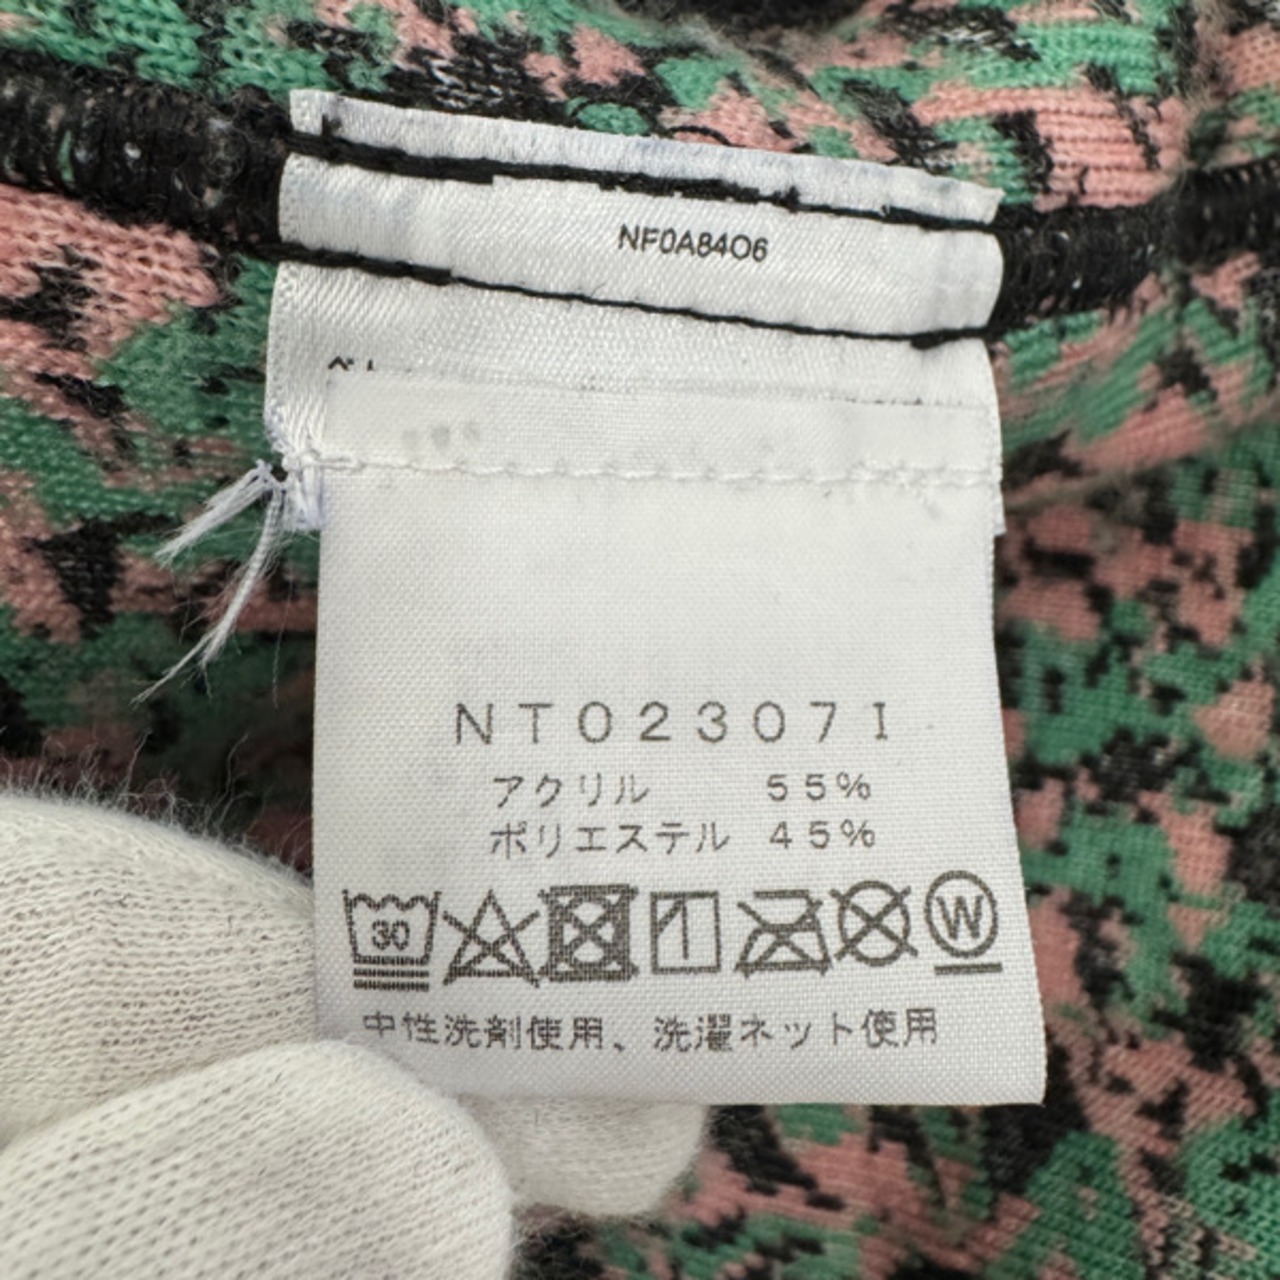 NF0A84O6
NT02307I
アクリル 55%
ポリエステル 45%
30
W
中性洗剤使用、洗濯ネット使用